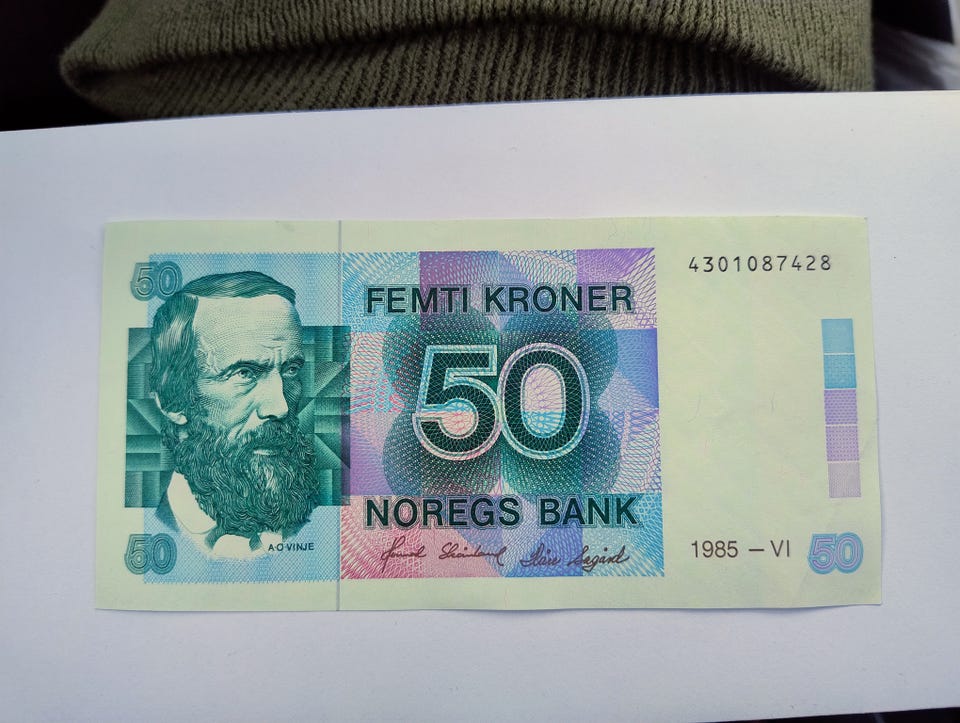 50
FEMTI KRONER
4301087428
50
NOREGS BANK
50
A·O·VINJE
1985 – VI
50